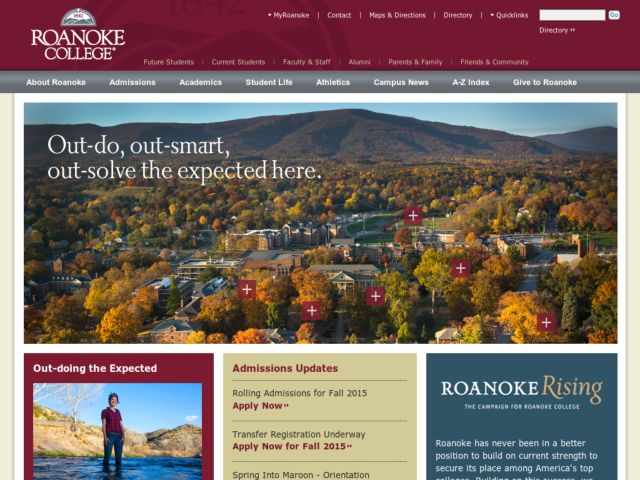 1842
1842
ROANOKE
COLLEGE
MyRoanoke | Contact | Maps & Directions | Directory | Quicklinks
Go
Directory
Future Students | Current Students | Faculty & Staff | Alumni | Parents & Family | Friends & Community
About Roanoke Admissions Academics Student Life Athletics Campus News A-Z Index Give to Roanoke
Out-do, out-smart,
out-solve the expected here.
Out-doing the Expected
Admissions Updates
Rolling Admissions for Fall 2015
Apply Now
Transfer Registration Underway
Apply Now for Fall 2015
Spring Into Maroon - Orientation
ROANOKE Rising
THE CAMPAIGN FOR ROANOKE COLLEGE
Roanoke has never been in a better
position to build on current strength to
secure its place among America's top
colleges. Building on this success, we